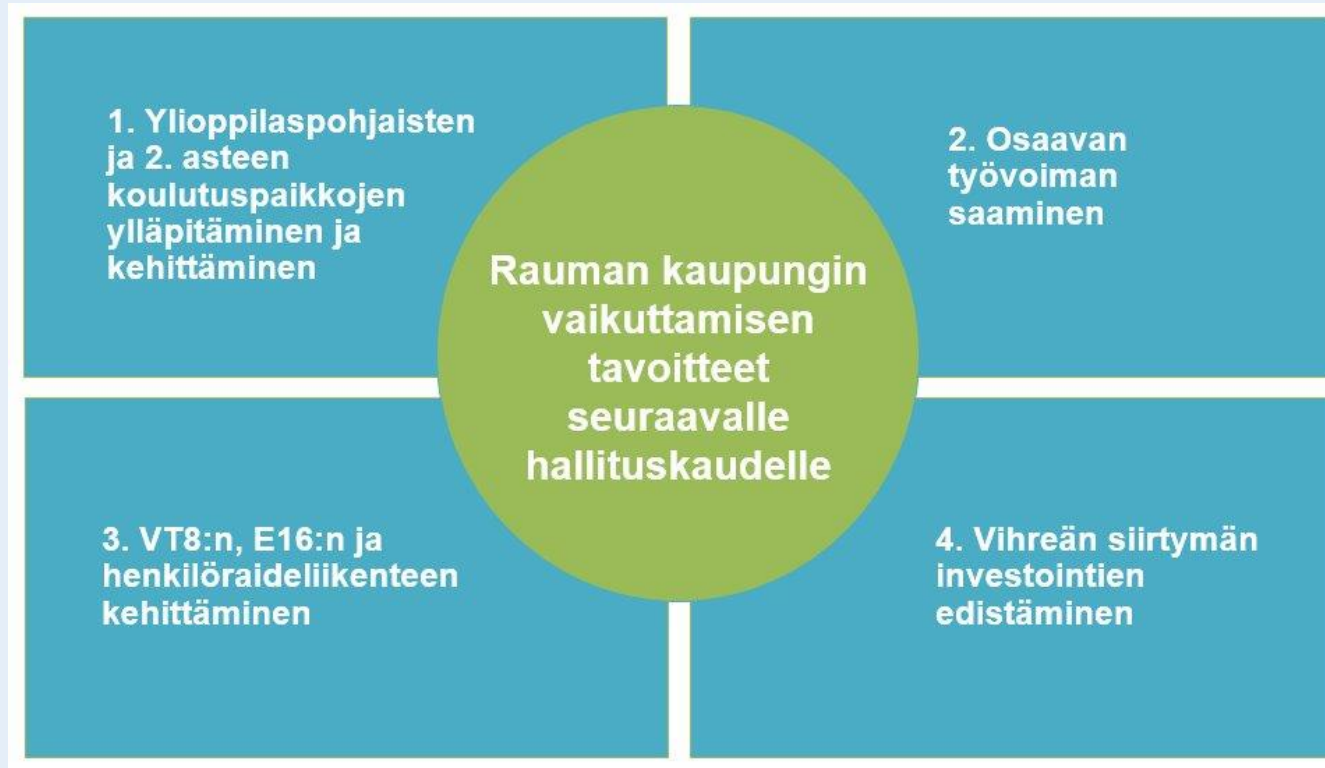 1. Ylioppilaspohjaisten
ja 2. asteen
koulutuspaikkojen
ylläpitäminen ja
kehittäminen
2. Osaavan
työvoiman
saaminen
Rauman kaupungin
vaikuttamisen
tavoitteet
seuraavalle
hallituskaudelle
3. VT8:n, E16:n ja
henkilöraideliikenteen
kehittäminen
4. Vihreän siirtymän
investointien
edistäminen